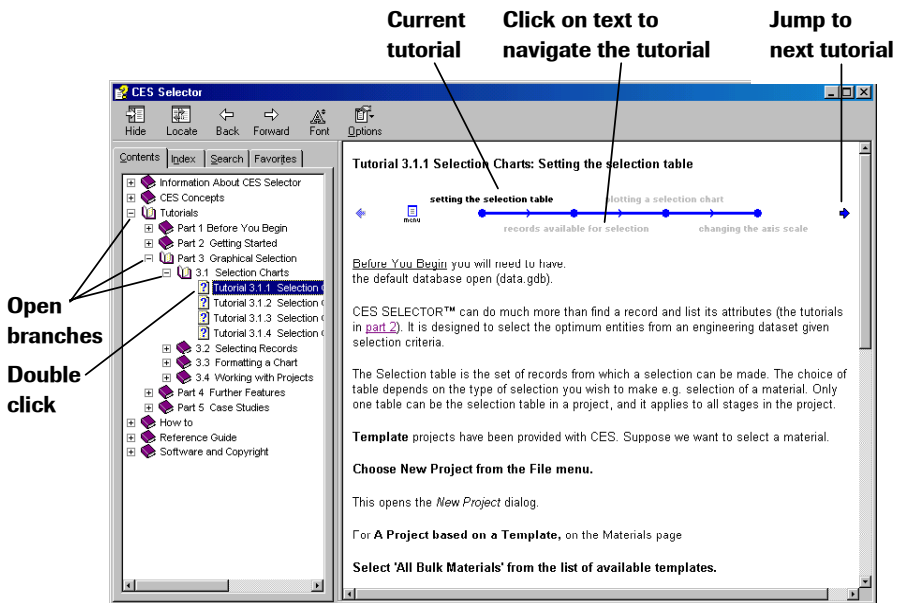 Current
tutorial
Click on text to
navigate the tutorial
Jump to
next tutorial
CES Selector
Hide Locate Back Forward Font Options
Contents Index Search Favorites
Information About CES Selector
CES Concepts
Tutorials
Part 1 Before You Begin
Part 2 Getting Started
Part 3 Graphical Selection
3.1 Selection Charts
Tutorial 3.1.1 Selection C
Tutorial 3.1.2 Selection C
Tutorial 3.1.3 Selection C
Tutorial 3.1.4 Selection C
3.2 Selecting Records
3.3 Formatting a Chart
3.4 Working with Projects
Part 4 Further Features
Part 5 Case Studies
How to
Reference Guide
Software and Copyright
Open
branches
Double
click
Tutorial 3.1.1 Selection Charts: Setting the selection table
setting the selection table plotting a selection chart
menu
records available for selection changing the axis scale
Before You Begin you will need to have.
the default database open (data.gdb).
CES SELECTOR™ can do much more than find a record and list its attributes (the tutorials
in part 2). It is designed to select the optimum entities from an engineering dataset given
selection criteria.
The Selection table is the set of records from which a selection can be made. The choice of
table depends on the type of selection you wish to make e.g. selection of a material. Only
one table can be the selection table in a project, and it applies to all stages in the project.
Template projects have been provided with CES. Suppose we want to select a material.
Choose New Project from the File menu.
This opens the New Project dialog.
For A Project based on a Template, on the Materials page
Select 'All Bulk Materials' from the list of available templates.